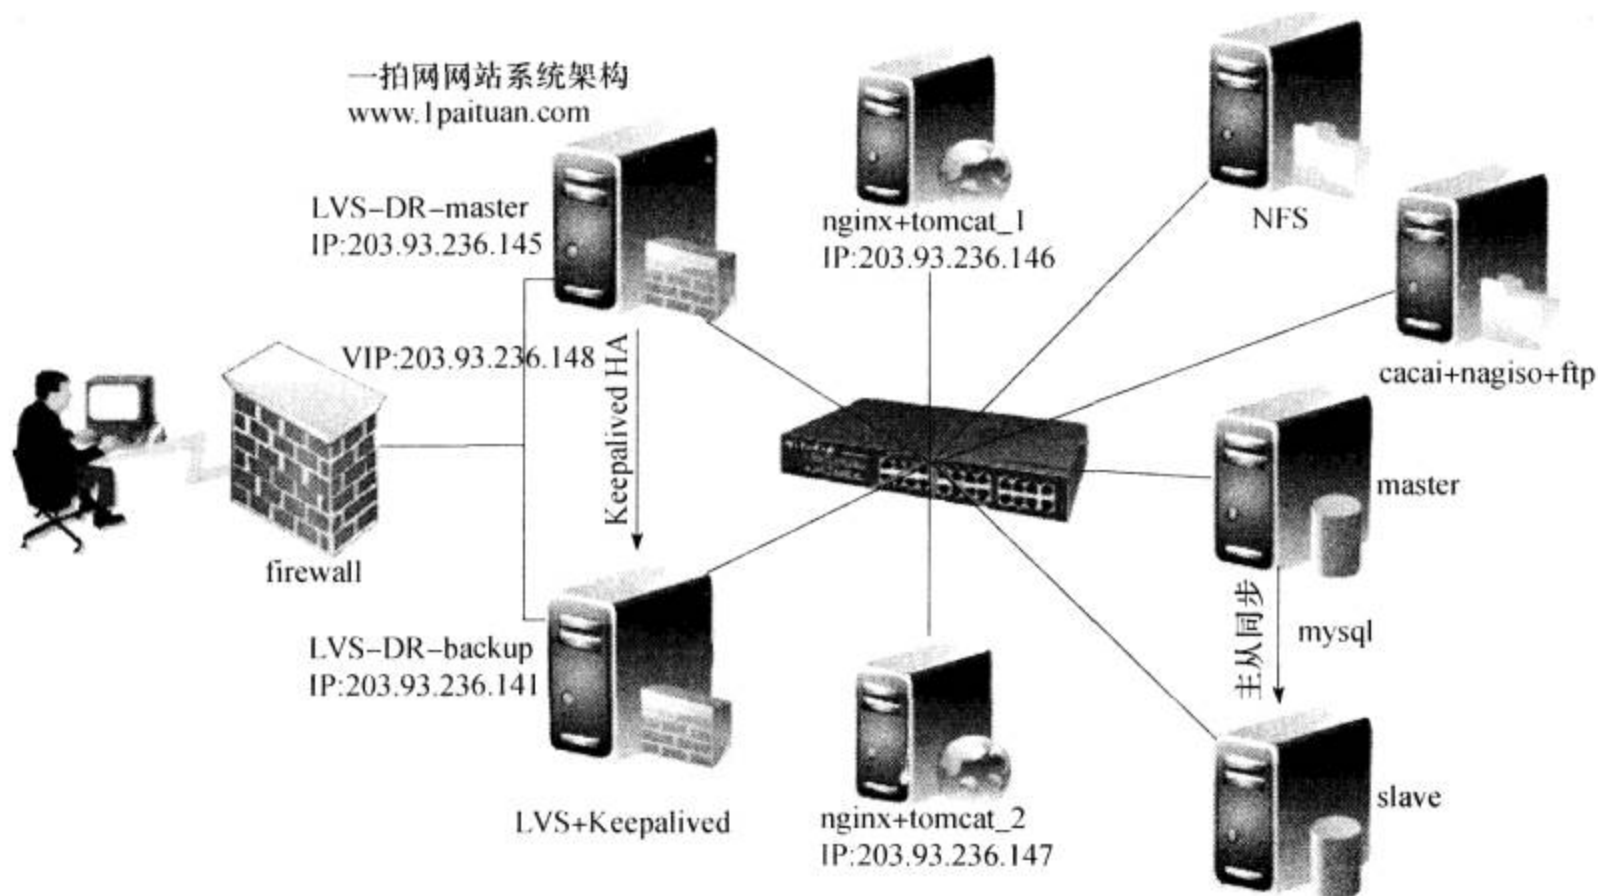 一拍网网站系统架构
www.1paituan.com
LVS-DR-master
IP:203.93.236.145
VIP:203.93.236.148
Keepalived HA
firewall
LVS-DR-backup
IP:203.93.236.141
LVS+Keepalived
nginx+tomcat_1
IP:203.93.236.146
nginx+tomcat_2
IP:203.93.236.147
NFS
cacai+nagiso+ftp
master
主从同步
mysql
slave